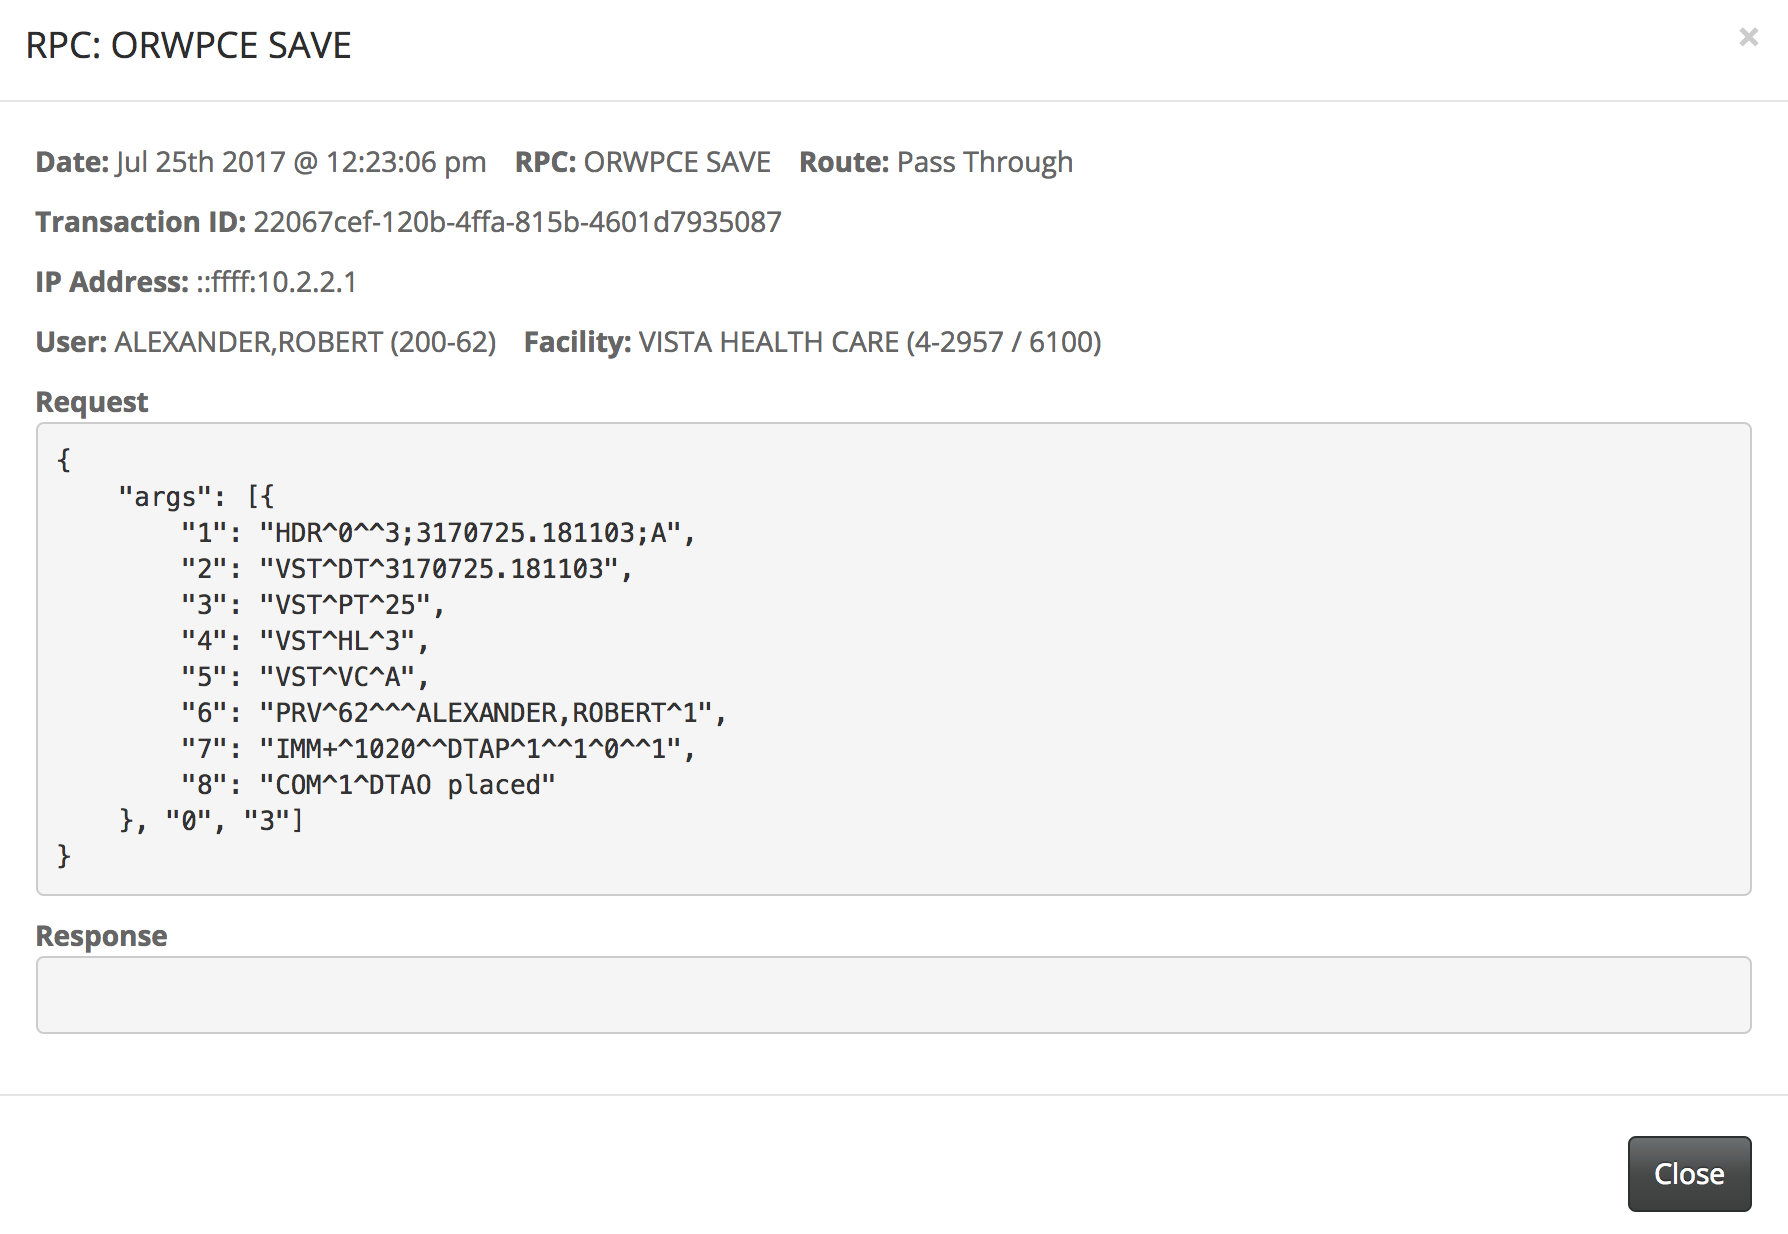 RPC: ORWPCE SAVE
×
Date: Jul 25th 2017 @ 12:23:06 pm RPC: ORWPCE SAVE Route: Pass Through
Transaction ID: 22067cef-120b-4ffa-815b-4601d7935087
IP Address: ::ffff:10.2.2.1
User: ALEXANDER,ROBERT (200-62) Facility: VISTA HEALTH CARE (4-2957 / 6100)
Request
{
    "args": [{
        "1": "HDR^0^^3;3170725.181103;A",
        "2": "VST^DT^3170725.181103",
        "3": "VST^PT^25",
        "4": "VST^HL^3",
        "5": "VST^VC^A",
        "6": "PRV^62^^^ALEXANDER,ROBERT^1",
        "7": "IMM+^1020^^DTAP^1^^1^0^^1",
        "8": "COM^1^DTAO placed"
    }, "0", "3"]
}
Response
Close